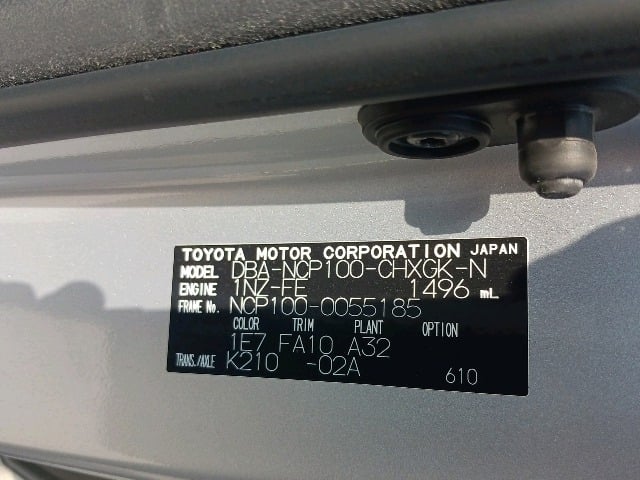 TOYOTA MOTOR CORPORATION JAPAN
MODEL DBA-NCP100-CHXGK-N
ENGINE 1NZ-FE 1496 mL
FRAME No. NCP100-0055185
COLOR TRIM PLANT OPTION
1E7 FA10 A32
TRANS./AXLE K210 -02A
610